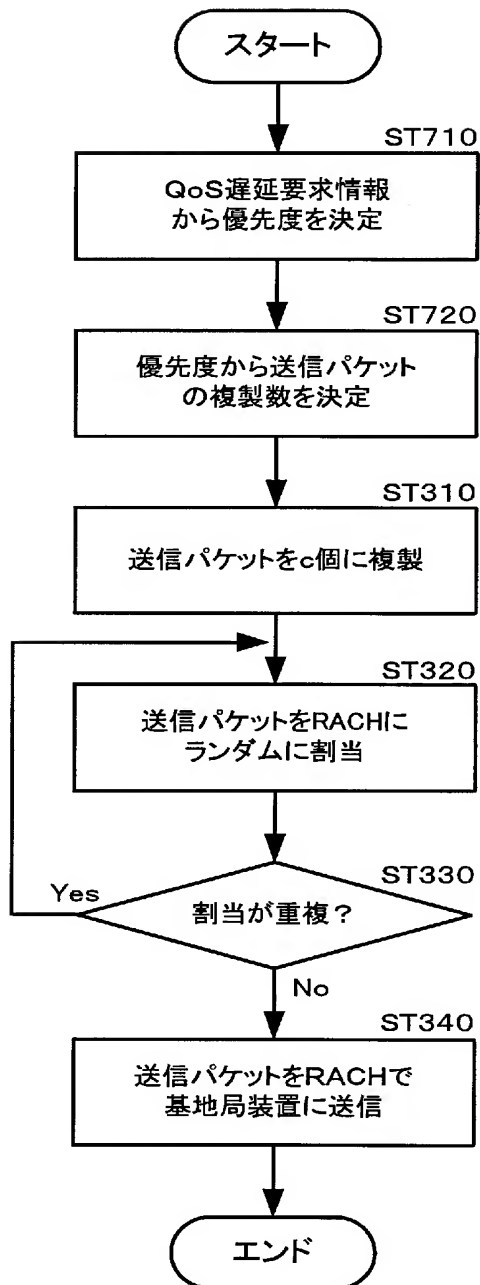 スタート
ST710
QoS遅延要求情報
から優先度を決定
ST720
優先度から送信パケット
の複製数を決定
ST310
送信パケットをc個に複製
ST320
送信パケットをRACHに
ランダムに割当
ST330
Yes
割当が重複？
No
ST340
送信パケットをRACHで
基地局装置に送信
エンド